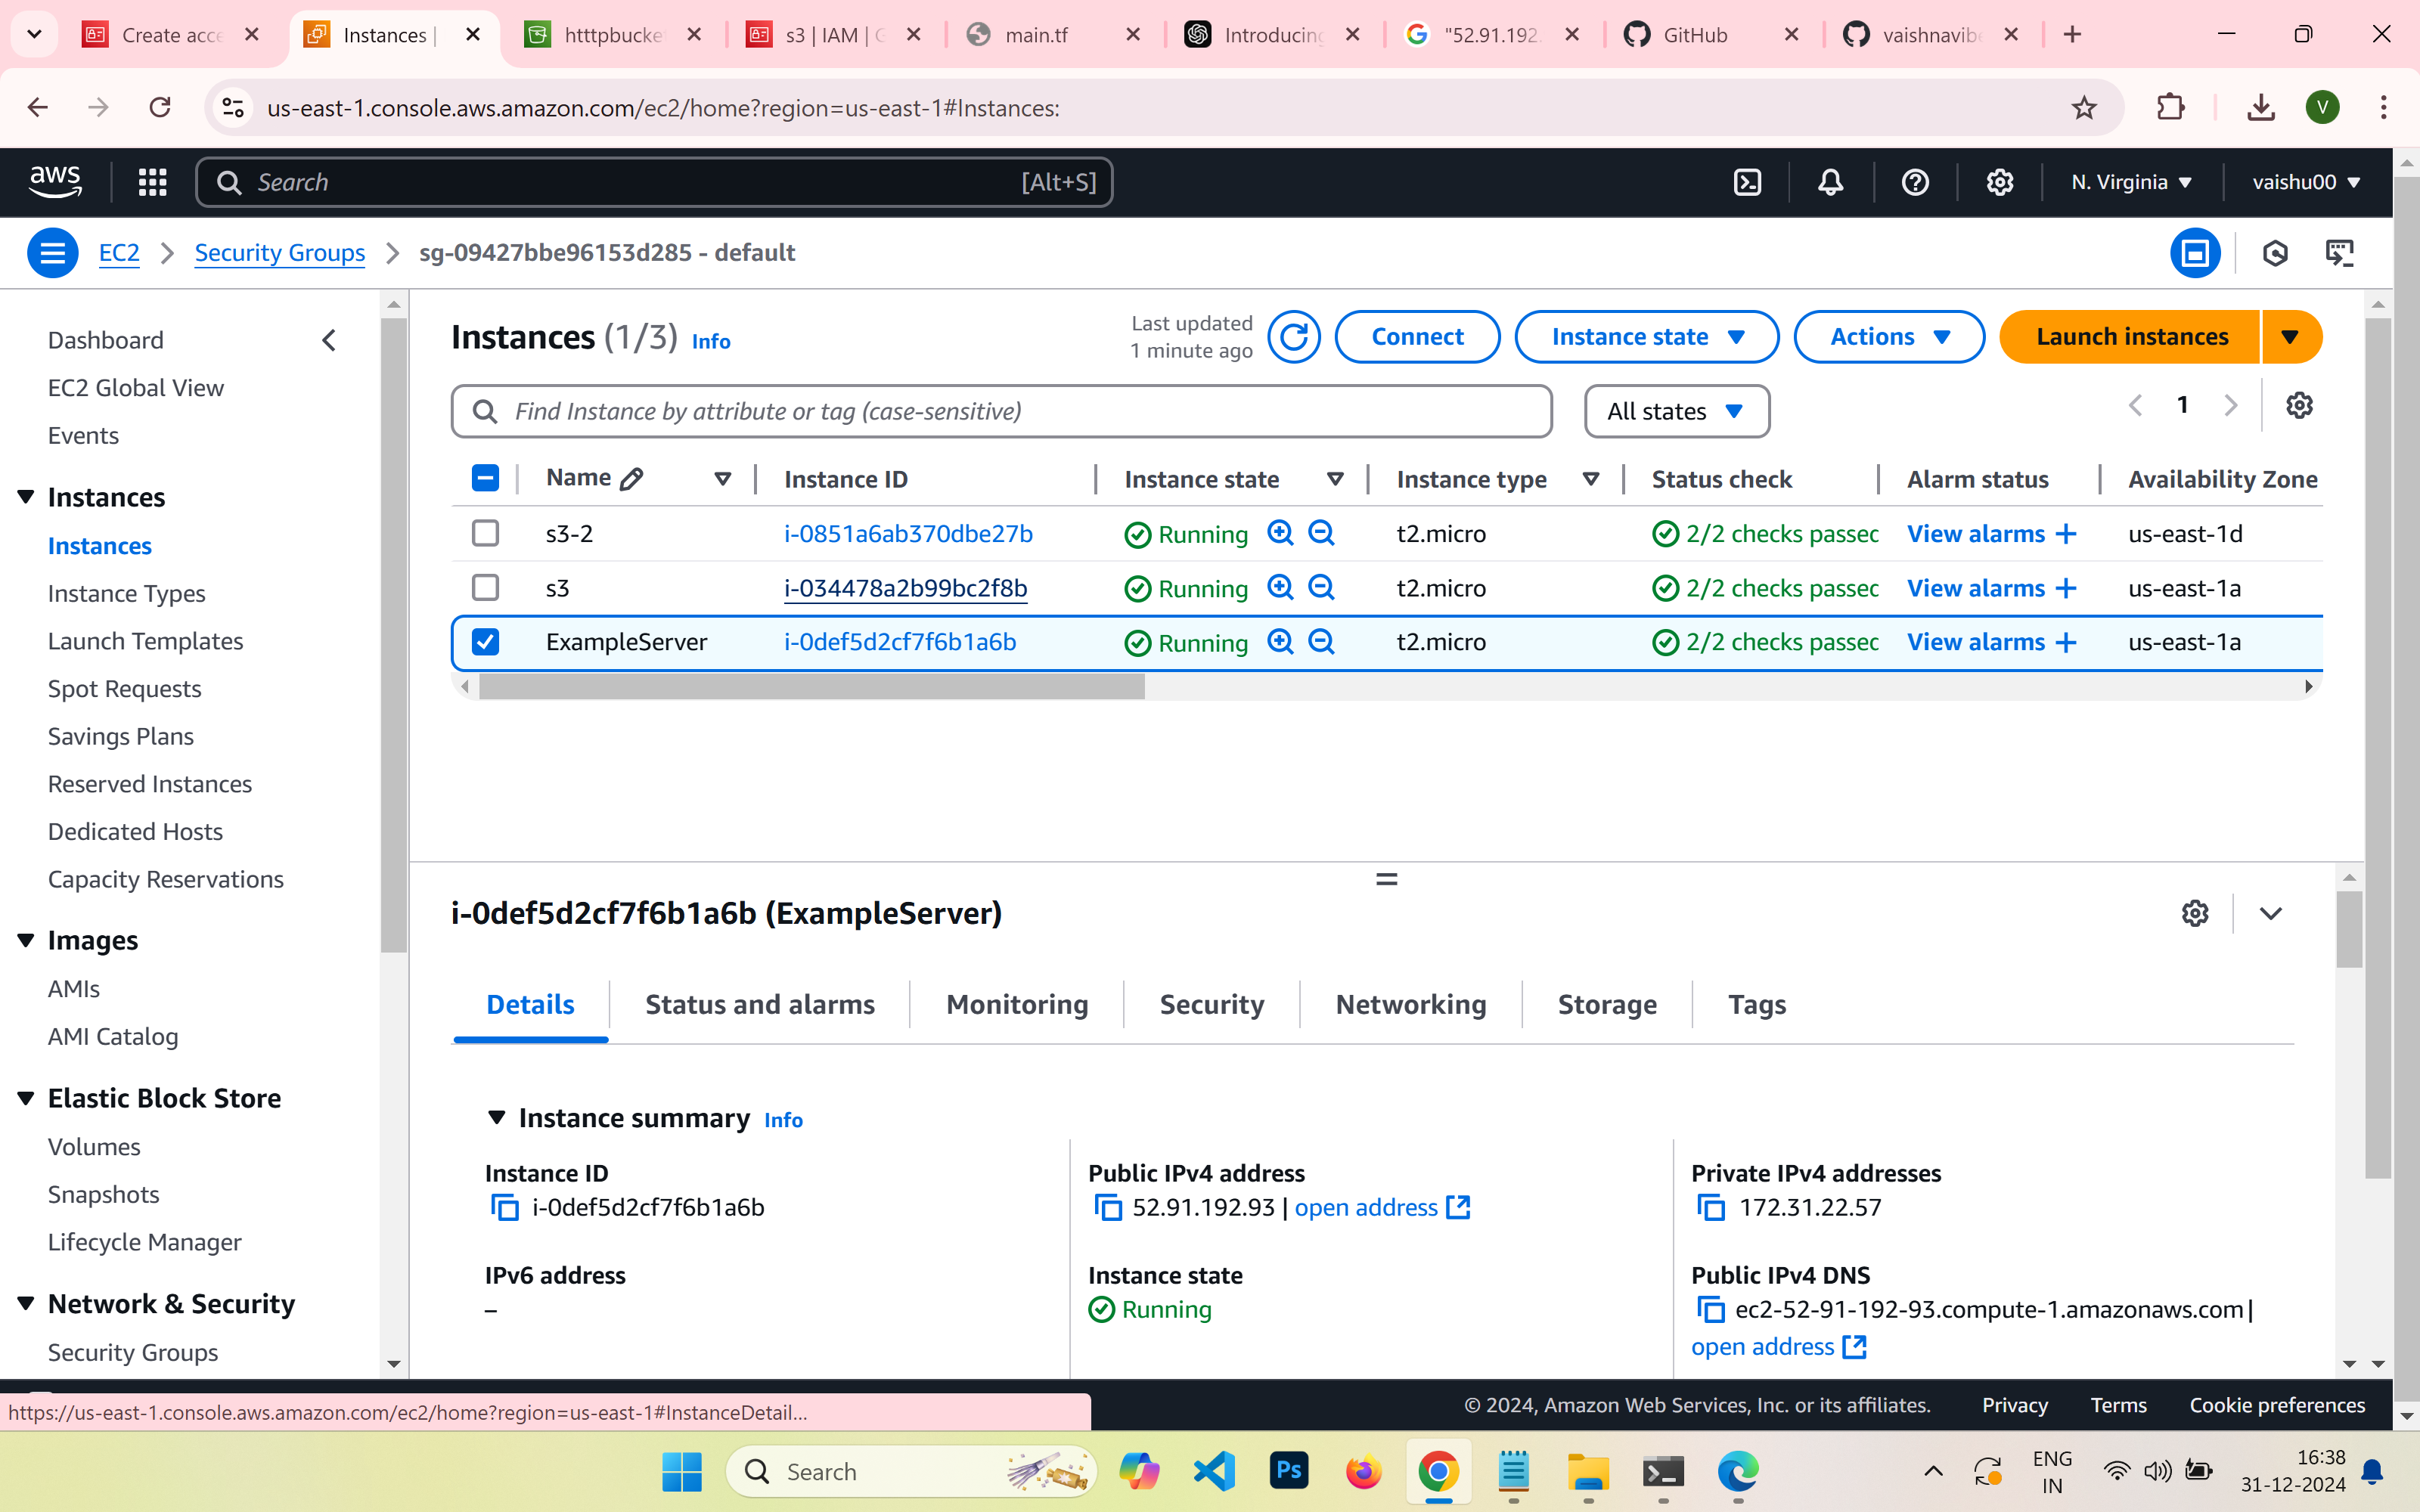 Create acce
Instances |
htttpbucke
s3 | IAM | G
main.tf
Introducing
"52.91.192.
GitHub
vaishnavibe
us-east-1.console.aws.amazon.com/ec2/home?region=us-east-1#Instances:
V
aws
Search
[Alt+S]
N. Virginia
vaishu00
EC2
Security Groups
sg-09427bbe96153d285 - default
Dashboard
EC2 Global View
Events
Instances
Instances
Instance Types
Launch Templates
Spot Requests
Savings Plans
Reserved Instances
Dedicated Hosts
Capacity Reservations
Images
AMIs
AMI Catalog
Elastic Block Store
Volumes
Snapshots
Lifecycle Manager
Network & Security
Security Groups
Instances (1/3) Info
Last updated
1 minute ago
Connect
Instance state
Actions
Launch instances
Find Instance by attribute or tag (case-sensitive)
All states
1
Name Instance ID Instance state Instance type Status check Alarm status Availability Zone
s3-2 i-0851a6ab370dbe27b Running t2.micro 2/2 checks passec View alarms + us-east-1d
s3 i-034478a2b99bc2f8b Running t2.micro 2/2 checks passec View alarms + us-east-1a
ExampleServer i-0def5d2cf7f6b1a6b Running t2.micro 2/2 checks passec View alarms + us-east-1a
i-0def5d2cf7f6b1a6b (ExampleServer)
Details
Status and alarms
Monitoring
Security
Networking
Storage
Tags
Instance summary Info
Instance ID
i-0def5d2cf7f6b1a6b
Public IPv4 address
52.91.192.93 | open address
Private IPv4 addresses
172.31.22.57
IPv6 address
–
Instance state
Running
Public IPv4 DNS
ec2-52-91-192-93.compute-1.amazonaws.com |
open address
https://us-east-1.console.aws.amazon.com/ec2/home?region=us-east-1#InstanceDetail...
© 2024, Amazon Web Services, Inc. or its affiliates.
Privacy
Terms
Cookie preferences
Search
Ps
ENG
IN
16:38
31-12-2024